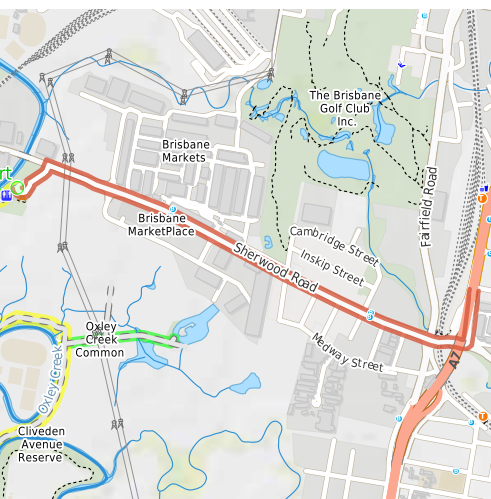 The Brisbane
Golf Club
Inc.
Brisbane
Markets
rt
Fairfield Road
Brisbane
MarketPlace
Cambridge Street
Sherwood Road
Inskip Street
Oxley
Creek
Common
Medway Street
A7
Oxley Creek
Cliveden
Avenue
Reserve